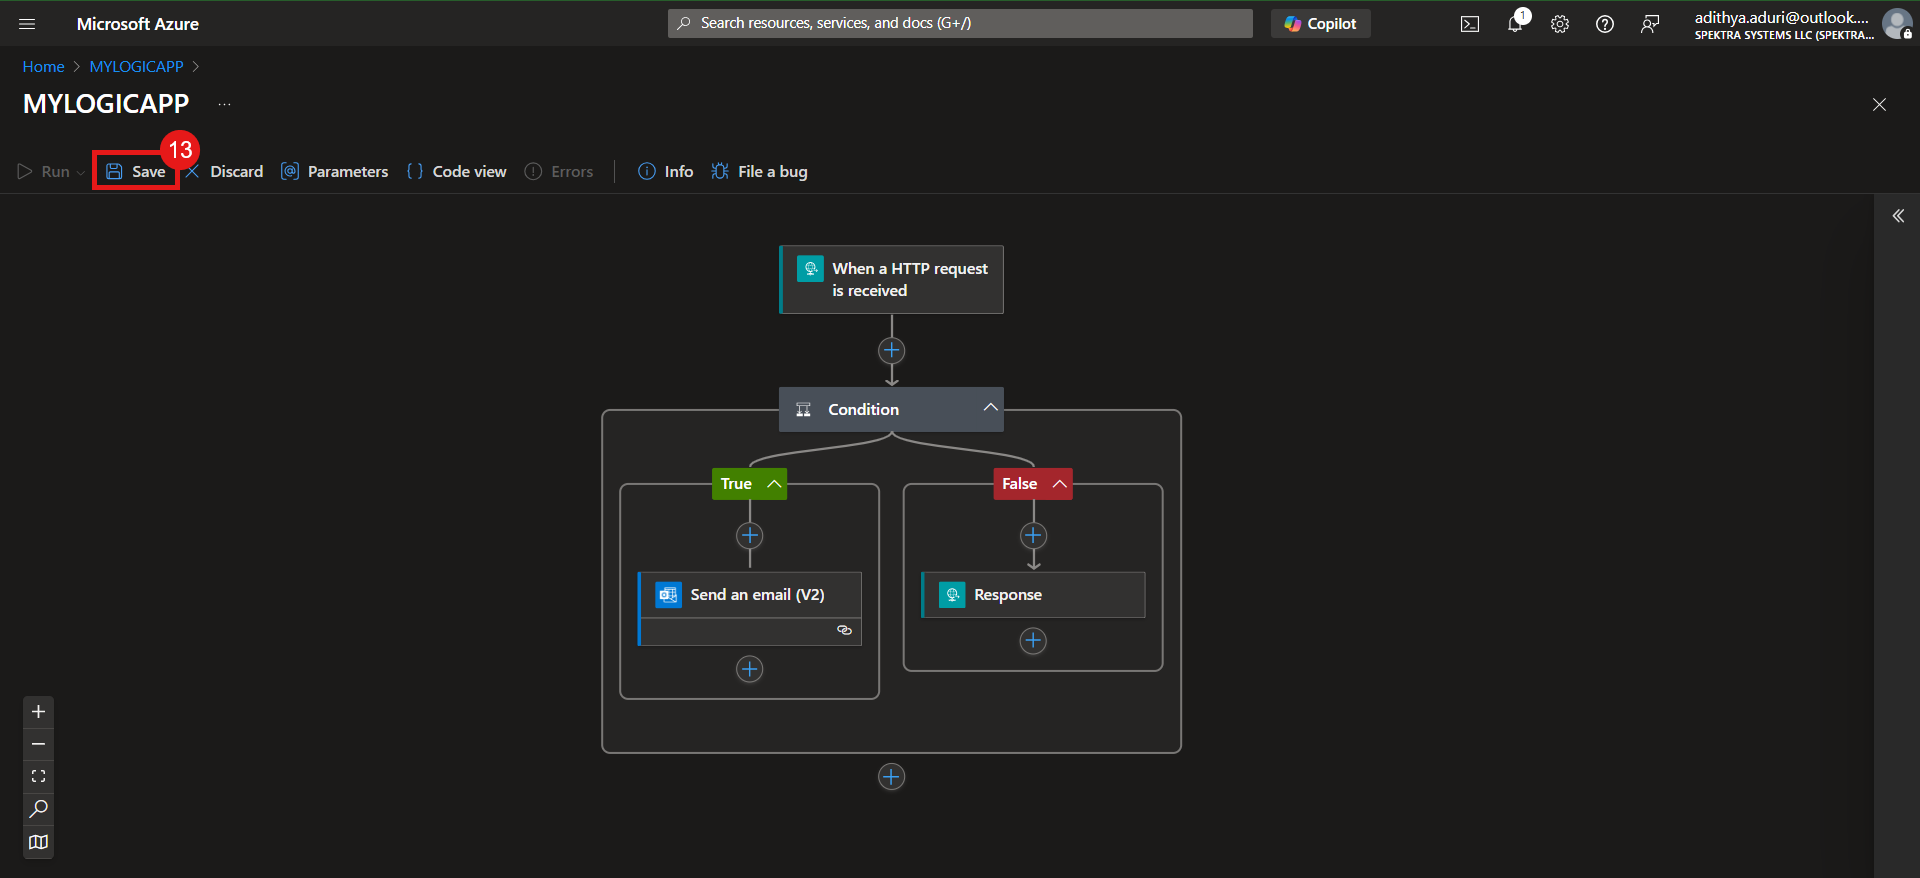 Microsoft Azure
Search resources, services, and docs (G+/)
Copilot
1
adithya.aduri@outlook....
SPEKTRA SYSTEMS LLC (SPEKTRA...
Home > MYLOGICAPP >
MYLOGICAPP ...
13
Run Save Discard Parameters Code view Errors Info File a bug
When a HTTP request
is received
Condition
True False
Send an email (V2) Response